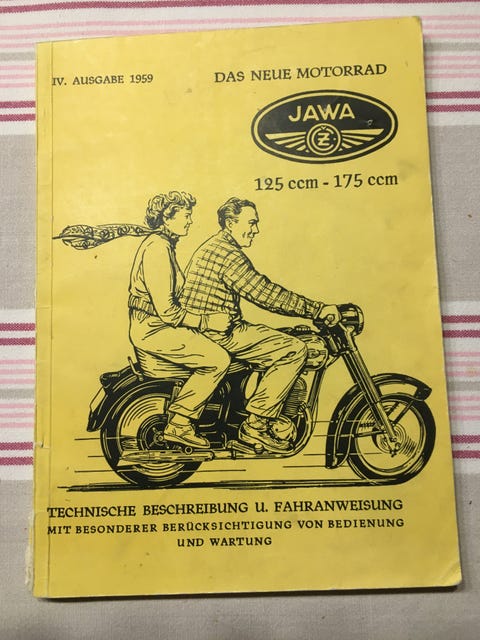 IV. AUSGABE 1959
DAS NEUE MOTORRAD
JAWA
CZ
125 ccm - 175 ccm
TECHNISCHE BESCHREIBUNG U. FAHRANWEISUNG
MIT BESONDERER BERÜCKSICHTIGUNG VON BEDIENUNG
UND WARTUNG